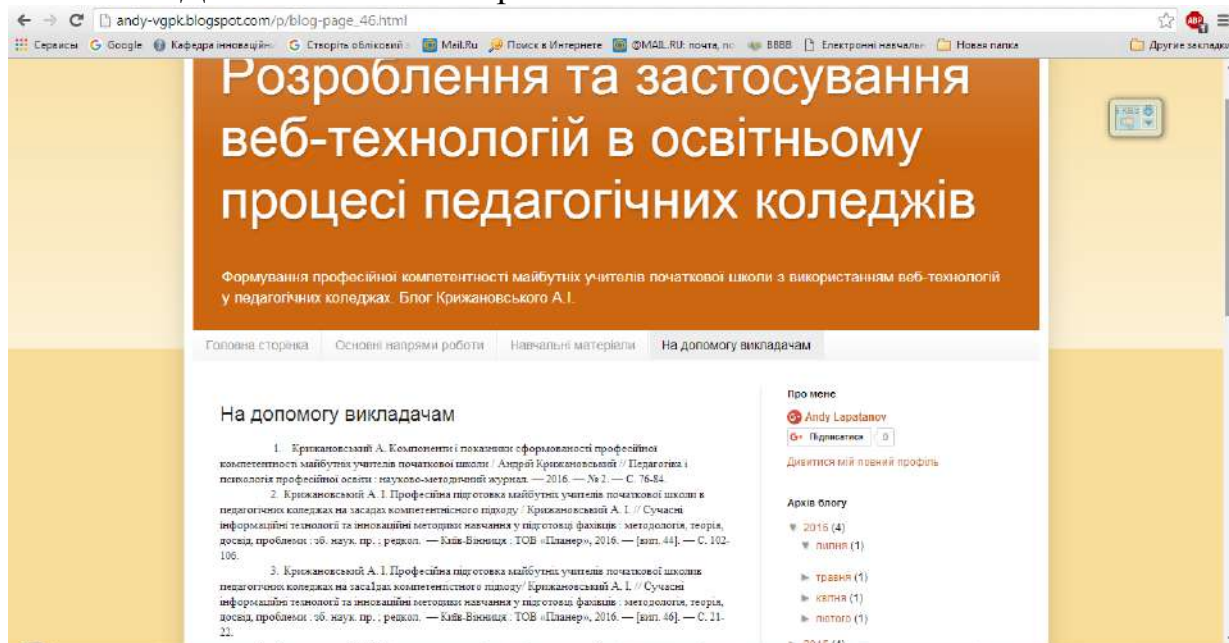 andy-vgpk.blogspot.com/p/blog-page_46.html
Сервисы Google Кафедра інноваційн Створіть обліковий Mail.Ru Поиск в Интернете @MAIL.RU: почта, по BBBB Електронні навчальн Новая папка Другие закладки
Розроблення та застосування
веб-технологій в освітньому
процесі педагогічних коледжів
Формування професійної компетентності майбутніх учителів початкової школи з використанням веб-технологій
у педагогічних коледжах. Блог Крижановського А.І.
Головна сторінка Основні напрями роботи Навчальні матеріали На допомогу викладачам
На допомогу викладачам
1. Крижановський А. Компоненти і показники сформованості професійної
компетентності майбутніх учителів початкової школи / Андрій Крижановський // Педагогіка і
психологія професійної освіти : науково-методичний журнал. — 2016. — № 2. — С. 76-84.
2. Крижановський А. І. Професійна підготовка майбутніх учителів початкової школи в
педагогічних коледжах на засадах компетентнісного підходу / Крижановський А. І. // Сучасні
інформаційні технології та інноваційні методики навчання у підготовці фахівців : методологія, теорія,
досвід, проблеми : зб. наук. пр. ; редкол. — Київ-Вінниця : ТОВ «Планер», 2016. — [вип. 44]. — С. 102-
106.
3. Крижановський А. І. Професійна підготовка майбутніх учителів початкової школив
педагогічних коледжах на заса1дах компетентістного підходу/ Крижановський А. І. // Сучасні
інформаційні технології та інноваційні методики навчання у підготовці фахівців : методологія, теорія,
досвід, проблеми : зб. наук. пр. ; редкол. — Київ-Вінниця : ТОВ «Планер», 2016. — [вип. 46]. — С. 21-
22.
Про мене
Andy Lapatanov
G+ Підписатися 0
Дивитися мій повний профіль
Архів блогу
▼ 2016 (4)
▼ липня (1)
► травня (1)
► квітня (1)
► лютого (1)